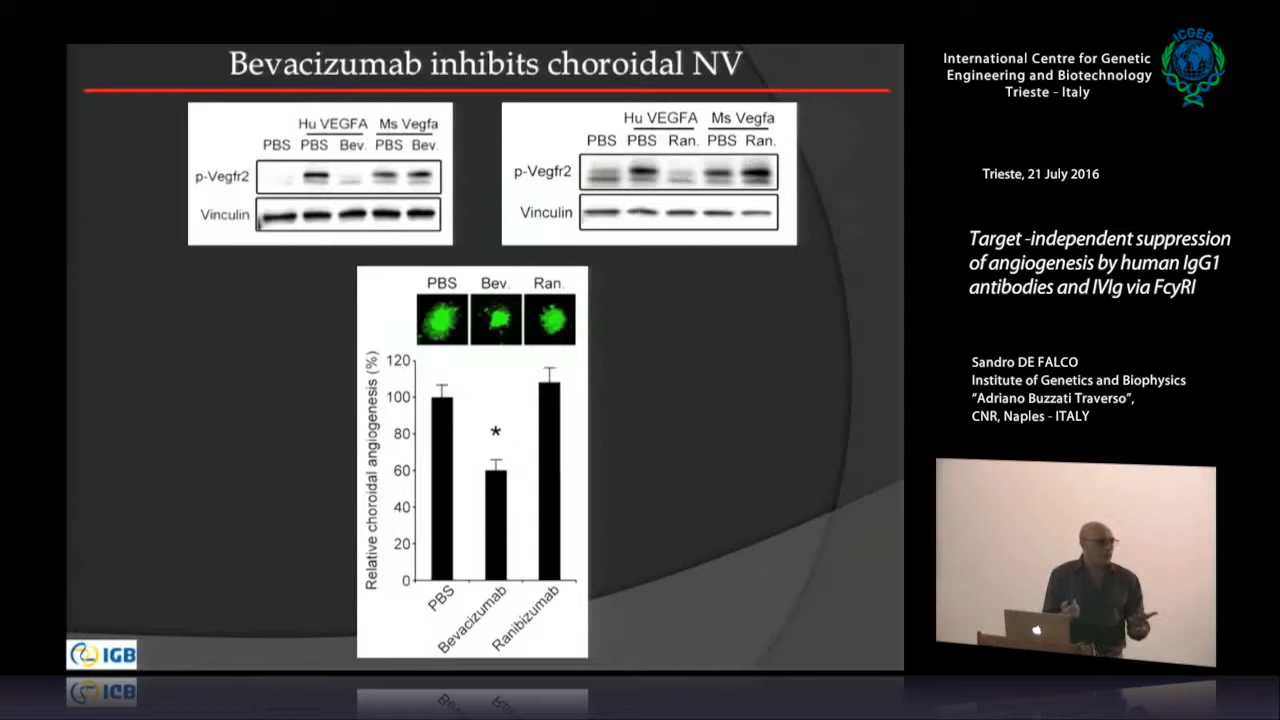 Bevacizumab inhibits choroidal NV
Hu VEGFA Ms Vegfa
PBS PBS Bev. PBS Bev.
p-Vegfr2
Vinculin
Hu VEGFA Ms Vegfa
PBS PBS Ran. PBS Ran.
p-Vegfr2
Vinculin
PBS Bev. Ran.
Relative choroidal angiogenesis (%)
120
100
80
60
40
20
0
*
PBS
Bevacizumab
Ranibizumab
IGB
ICGEB
International Centre for Genetic
Engineering and Biotechnology
Trieste - Italy
Trieste, 21 July 2016
Target -independent suppression
of angiogenesis by human IgG1
antibodies and IVIg via FcyRI
Sandro DE FALCO
Institute of Genetics and Biophysics
“Adriano Buzzati Traverso”,
CNR, Naples - ITALY